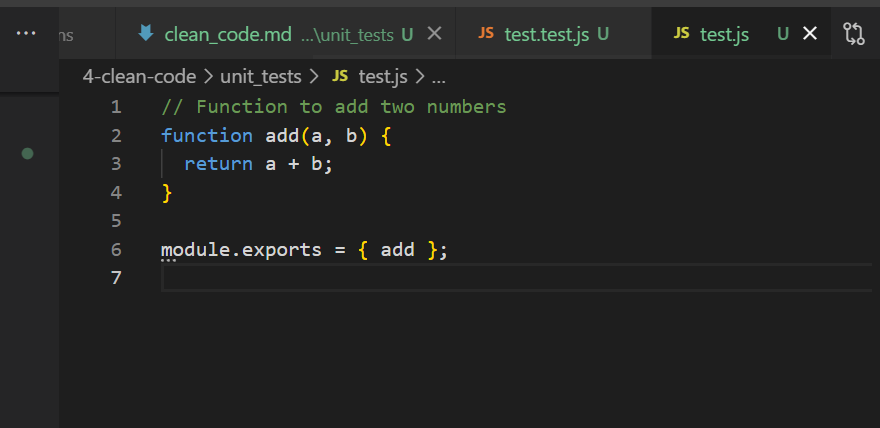 ... ns clean_code.md ...\unit_tests U JS test.test.js U JS test.js U
4-clean-code > unit_tests > JS test.js > ...
1 // Function to add two numbers
2 function add(a, b) {
3 return a + b;
4 }
5
6 module.exports = { add };
7